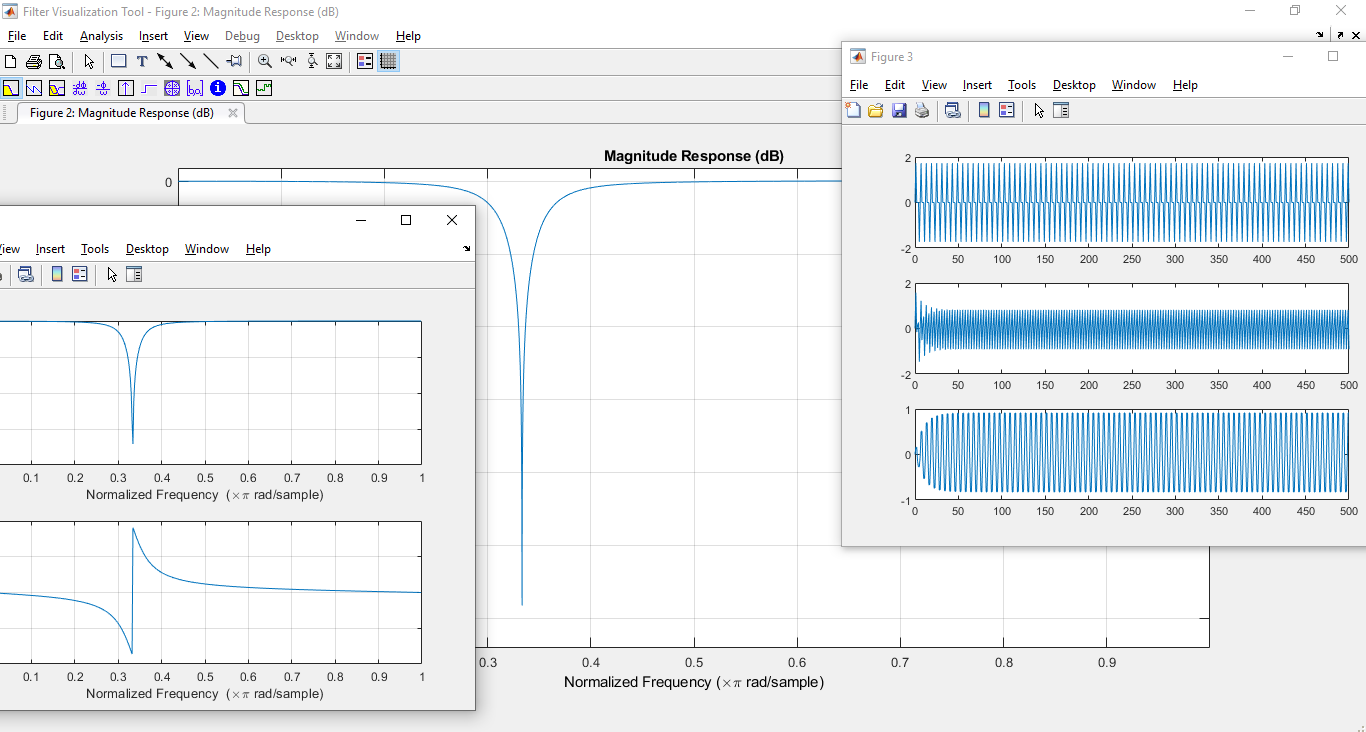 Filter Visualization Tool - Figure 2: Magnitude Response (dB)
File Edit Analysis Insert View Debug Desktop Window Help
Figure 2: Magnitude Response (dB)
Magnitude Response (dB)
0
0.3 0.4 0.5 0.6 0.7 0.8 0.9
Normalized Frequency (×π rad/sample)
iew Insert Tools Desktop Window Help
0.1 0.2 0.3 0.4 0.5 0.6 0.7 0.8 0.9 1
Normalized Frequency (×π rad/sample)
0.1 0.2 0.3 0.4 0.5 0.6 0.7 0.8 0.9 1
Normalized Frequency (×π rad/sample)
Figure 3
File Edit View Insert Tools Desktop Window Help
2
0
-2
0 50 100 150 200 250 300 350 400 450 500
2
0
-2
0 50 100 150 200 250 300 350 400 450 500
1
0
-1
0 50 100 150 200 250 300 350 400 450 500